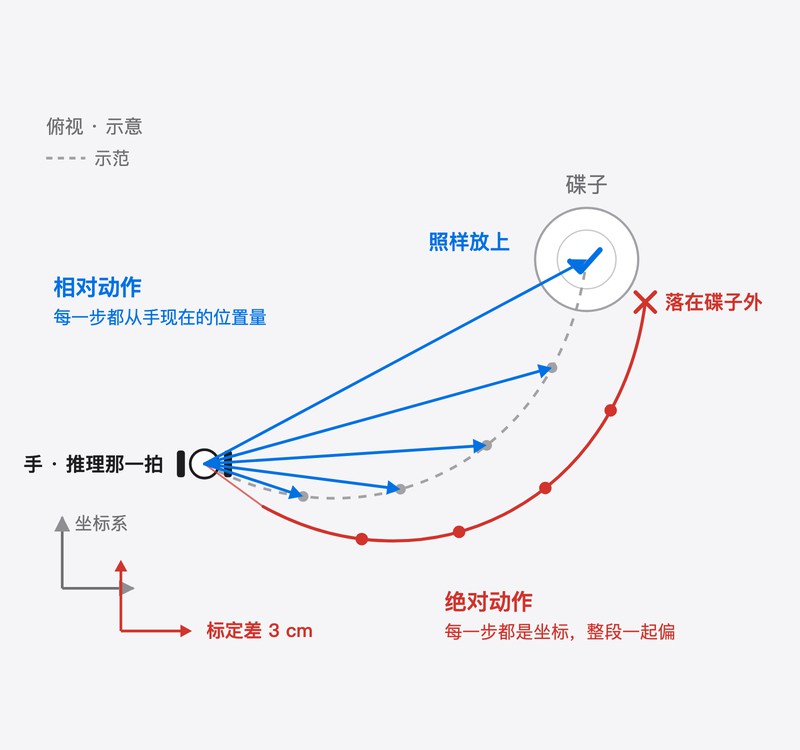 俯视 · 示意
示范
碟子
照样放上
相对动作
每一步都从手现在的位置量
落在碟子外
手 · 推理那一拍
坐标系
标定差 3 cm
绝对动作
每一步都是坐标，整段一起偏